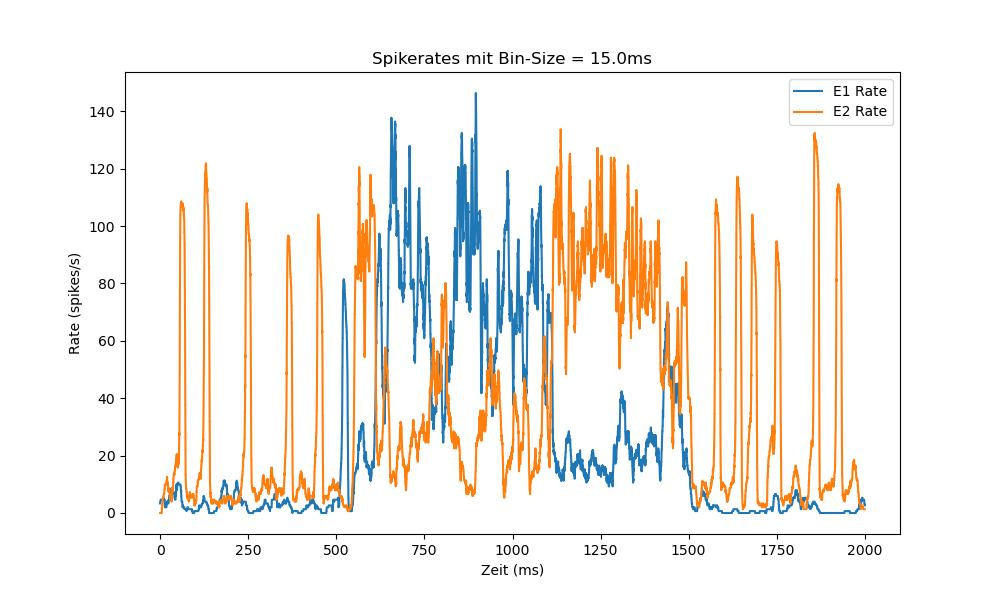 Spikerates mit Bin-Size = 15.0ms
E1 Rate
E2 Rate
140
120
100
80
60
40
20
0
Rate (spikes/s)
0 250 500 750 1000 1250 1500 1750 2000
Zeit (ms)